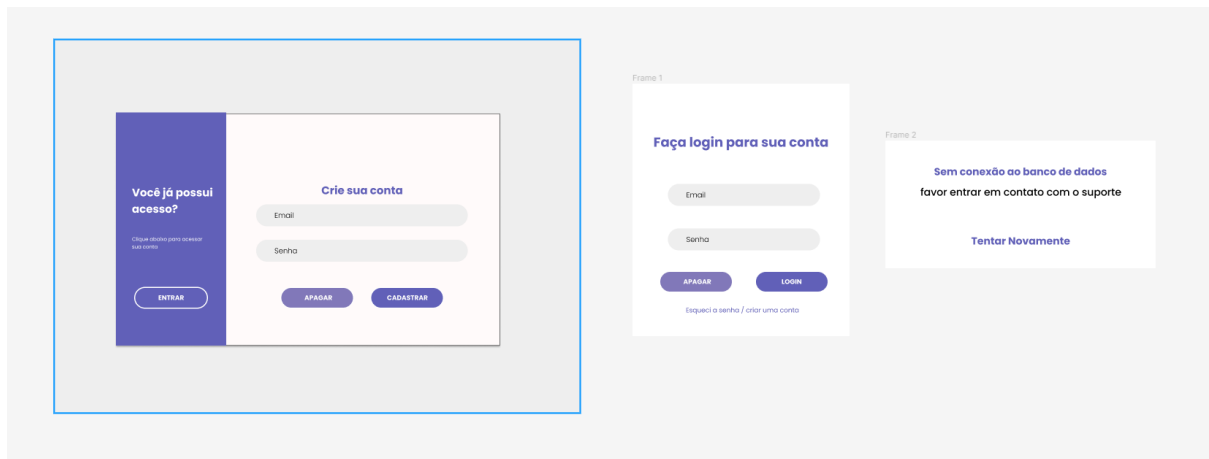 Você já possui
acesso?
Clique abaixo para acessar
sua conta
ENTRAR
Crie sua conta
Email
Senha
APAGAR
CADASTRAR
Frame 1
Faça login para sua conta
Email
Senha
APAGAR
LOGIN
Esqueci a senha / criar uma conta
Frame 2
Sem conexão ao banco de dados
favor entrar em contato com o suporte
Tentar Novamente